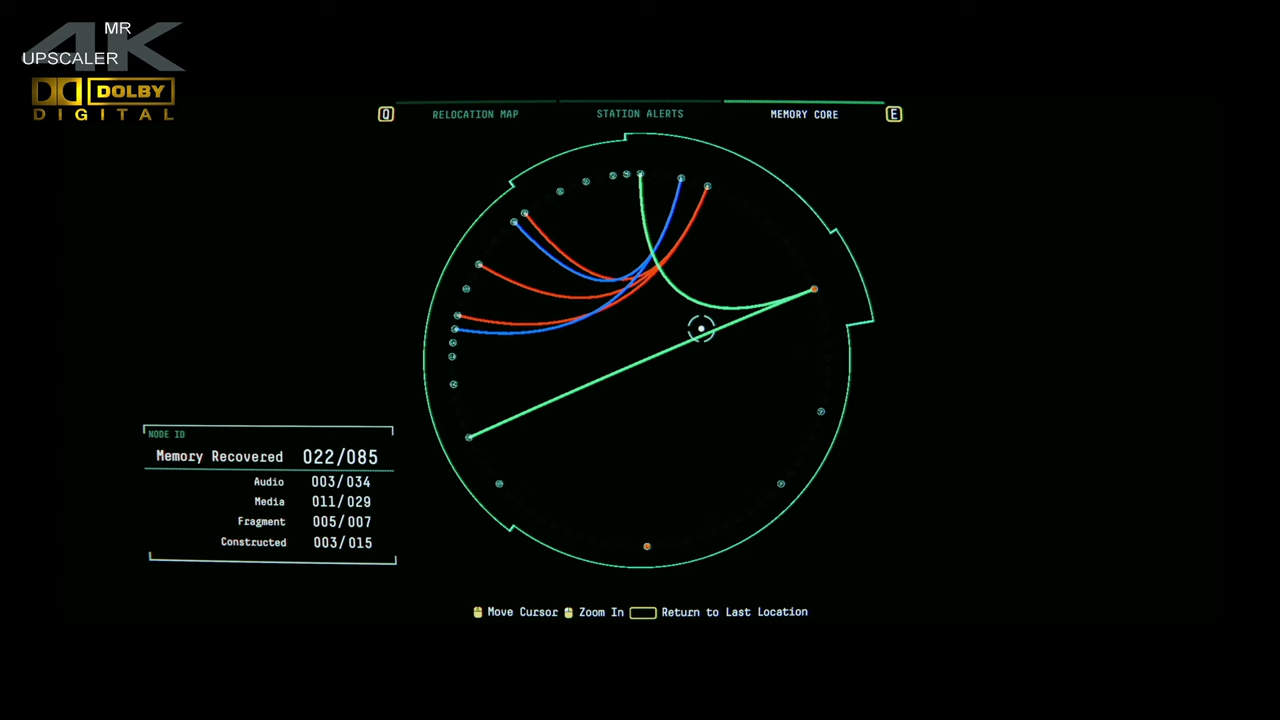 4K
MR
UPSCALER
DOLBY
DIGITAL
Q RELOCATION MAP STATION ALERTS MEMORY CORE E
NODE ID
Memory Recovered 022/085
Audio 003/034
Media 011/029
Fragment 005/007
Constructed 003/015
Move Cursor Zoom In Return to Last Location